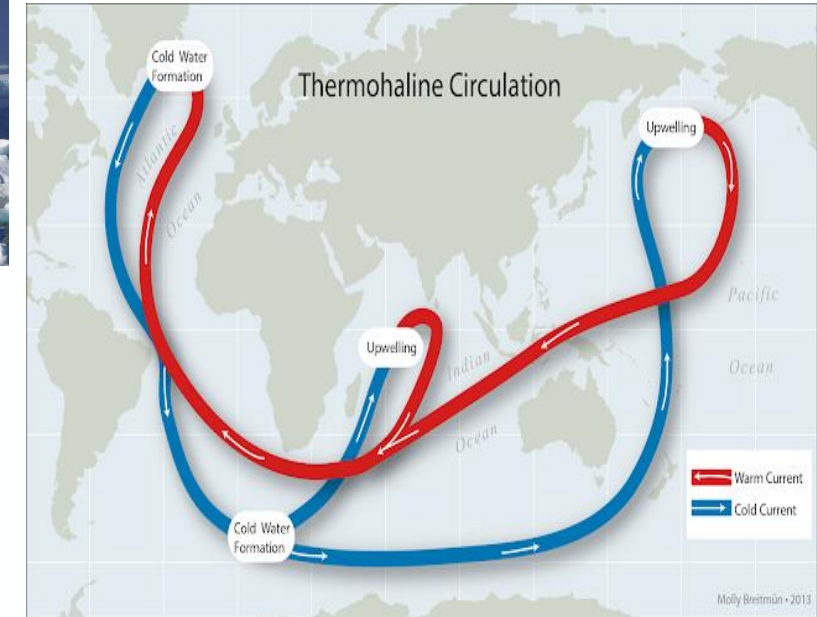 Thermohaline Circulation
Cold Water
Formation
Atlantic
Ocean
Upwelling
Pacific
Ocean
Upwelling
Indian
Ocean
Cold Water
Formation
Warm Current
Cold Current
Molly Breitmün • 2013